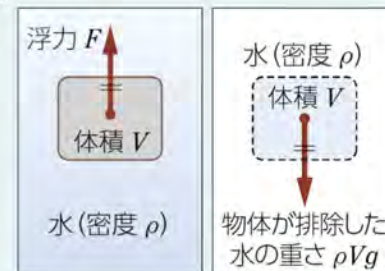 浮力 F
体積 V
水(密度 ρ)
水(密度 ρ)
体積 V
物体が排除した
水の重さ ρVg